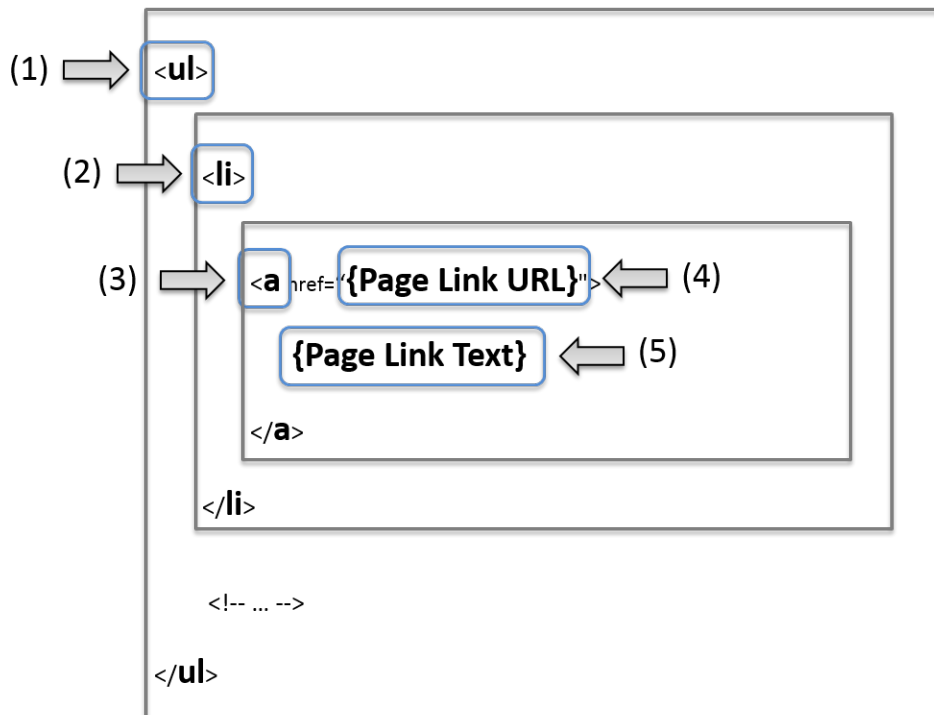 (1) <ul>
(2) <li>
(3) <a href=“{Page Link URL}"> (4)
{Page Link Text} (5)
</a>
</li>
<!-- ... -->
</ul>